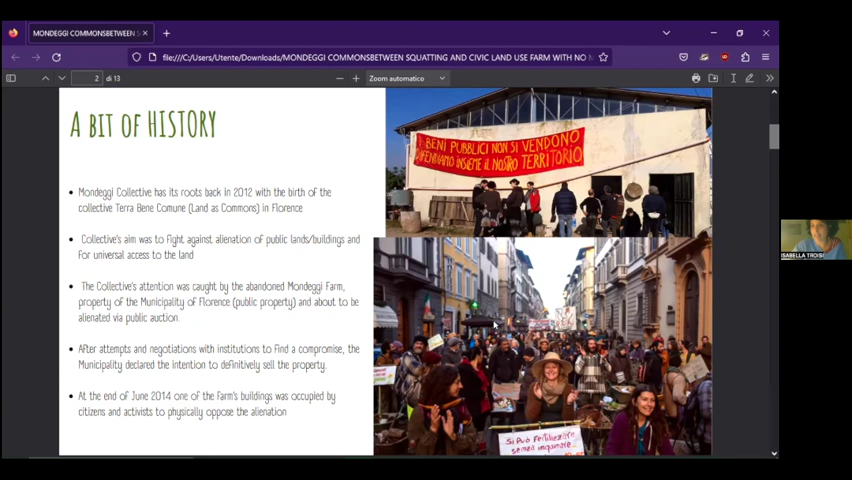 MONDEGGI COMMONSBETWEEN S
file:///C:/Users/Utente/Downloads/MONDEGGI COMMONSBETWEEN SQUATTING AND CIVIC LAND USE FARM WITH NO M
2
di 13
Zoom automatico
A BIT OF HISTORY
Mondeggi Collective has its roots back in 2012 with the birth of the
collective Terra Bene Comune (Land as Commons) in Florence
Collective's aim was to fight against alienation of public lands/buildings and
for universal access to the land
The Collective's attention was caught by the abandoned Mondeggi Farm,
property of the Municipality of Florence (public property) and about to be
alienated via public auction.
After attempts and negotiations with institutions to find a compromise, the
Municipality declared the intention to definitively sell the property.
At the end of June 2014 one of the Farm's buildings was occupied by
citizens and activists to physically oppose the alienation
I BENI PUBBLICI NON SI VENDONO
DIFENDIAMO INSIEME IL NOSTRO TERRITORIO
Si Può Fertilizzare
senza inquinare
ISABELLA TROISI